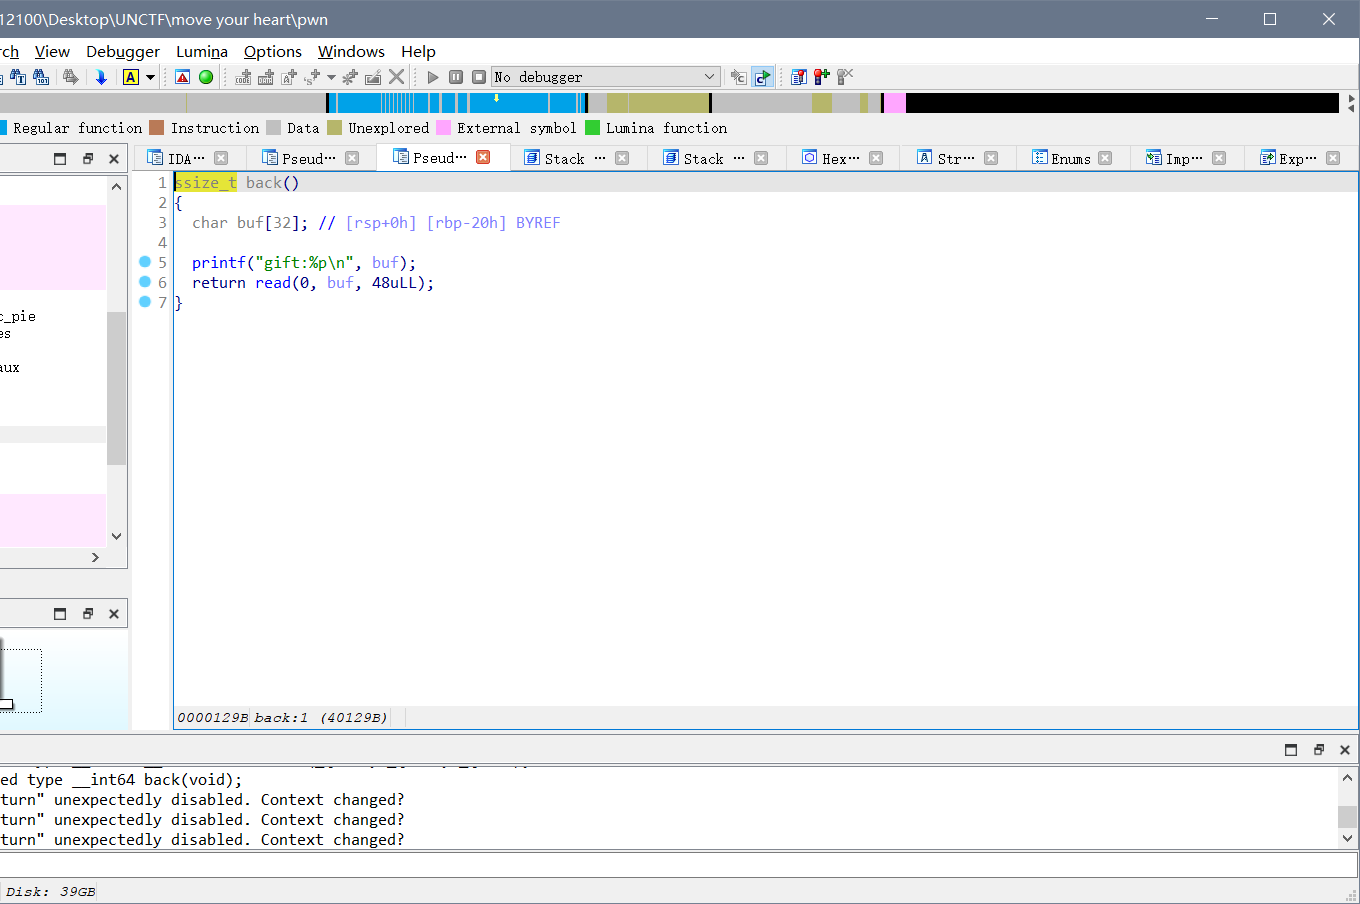 12100\Desktop\UNCTF\move your heart\pwn
rch View Debugger Lumina Options Windows Help
No debugger
Regular function Instruction Data Unexplored External symbol Lumina function
IDA··· Pseud··· Pseud··· Stack ··· Stack ··· Hex··· Str··· Enums Imp··· Exp···
1 ssize_t back()
2 {
3 char buf[32]; // [rsp+0h] [rbp-20h] BYREF
4
5 printf("gift:%p\n", buf);
6 return read(0, buf, 48uLL);
7 }
c_pie
es
aux
0000129B back:1 (40129B)
ed type __int64 back(void);
turn" unexpectedly disabled. Context changed?
turn" unexpectedly disabled. Context changed?
turn" unexpectedly disabled. Context changed?
Disk: 39GB